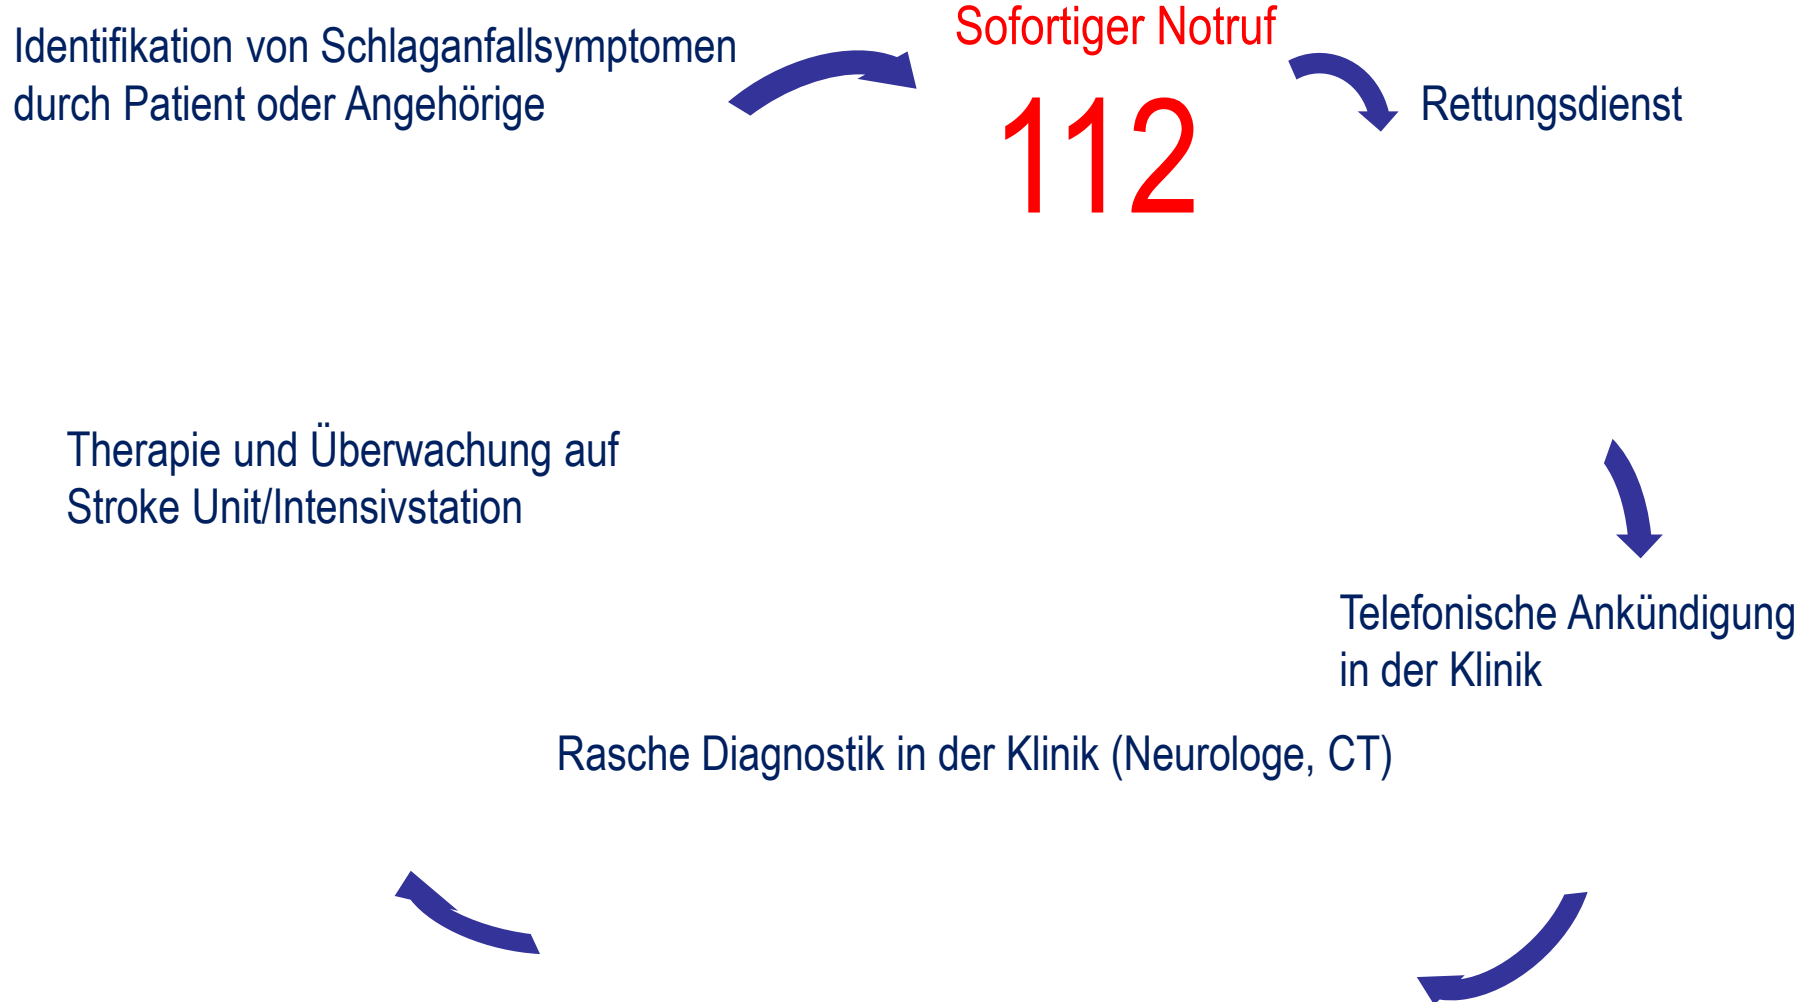 Identifikation von Schlaganfallsymptomen
durch Patient oder Angehörige
Sofortiger Notruf
112
Rettungsdienst
Telefonische Ankündigung
in der Klinik
Rasche Diagnostik in der Klinik (Neurologe, CT)
Therapie und Überwachung auf
Stroke Unit/Intensivstation